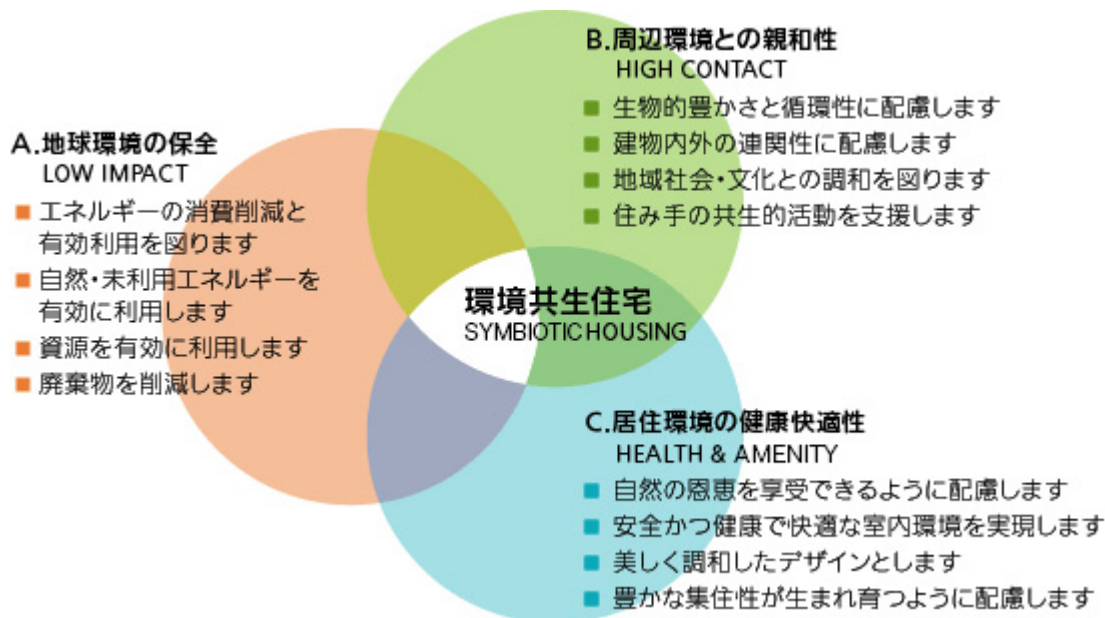 A.地球環境の保全
LOW IMPACT
■ エネルギーの消費削減と
有効利用を図ります
■ 自然・未利用エネルギーを
有効に利用します
■ 資源を有効に利用します
■ 廃棄物を削減します
B.周辺環境との親和性
HIGH CONTACT
■ 生物的豊かさと循環性に配慮します
■ 建物内外の連関性に配慮します
■ 地域社会・文化との調和を図ります
■ 住み手の共生的活動を支援します
環境共生住宅
SYMBIOTICHOUSING
C.居住環境の健康快適性
HEALTH & AMENITY
■ 自然の恩恵を享受できるように配慮します
■ 安全かつ健康で快適な室内環境を実現します
■ 美しく調和したデザインとします
■ 豊かな集住性が生まれ育つように配慮します